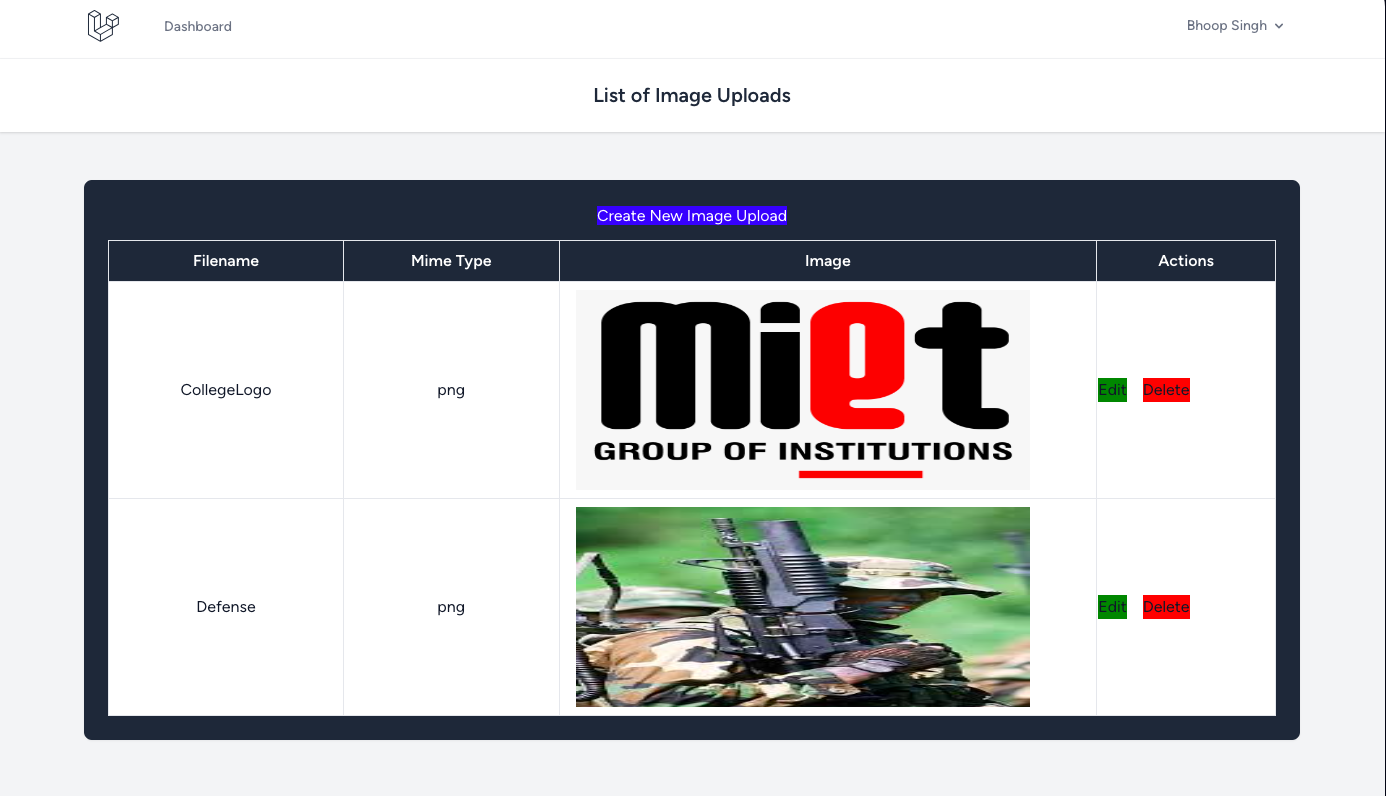 Dashboard
Bhoop Singh
List of Image Uploads
Create New Image Upload
Filename Mime Type Image Actions
CollegeLogo png Edit Delete
miet
GROUP OF INSTITUTIONS
Defense png Edit Delete